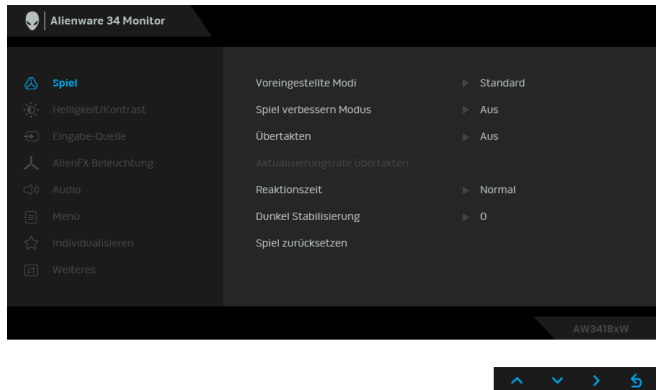 Alienware 34 Monitor
Spiel
Voreingestellte Modi Standard
Helligkeit/Kontrast
Spiel verbessern Modus Aus
Eingabe-Quelle
Übertakten Aus
AlienFX Beleuchtung
Aktualisierungsrate übertakten
Audio
Reaktionszeit Normal
Menü
Dunkel Stabilisierung 0
Individualisieren
Spiel zurücksetzen
Weiteres
AW3418xW